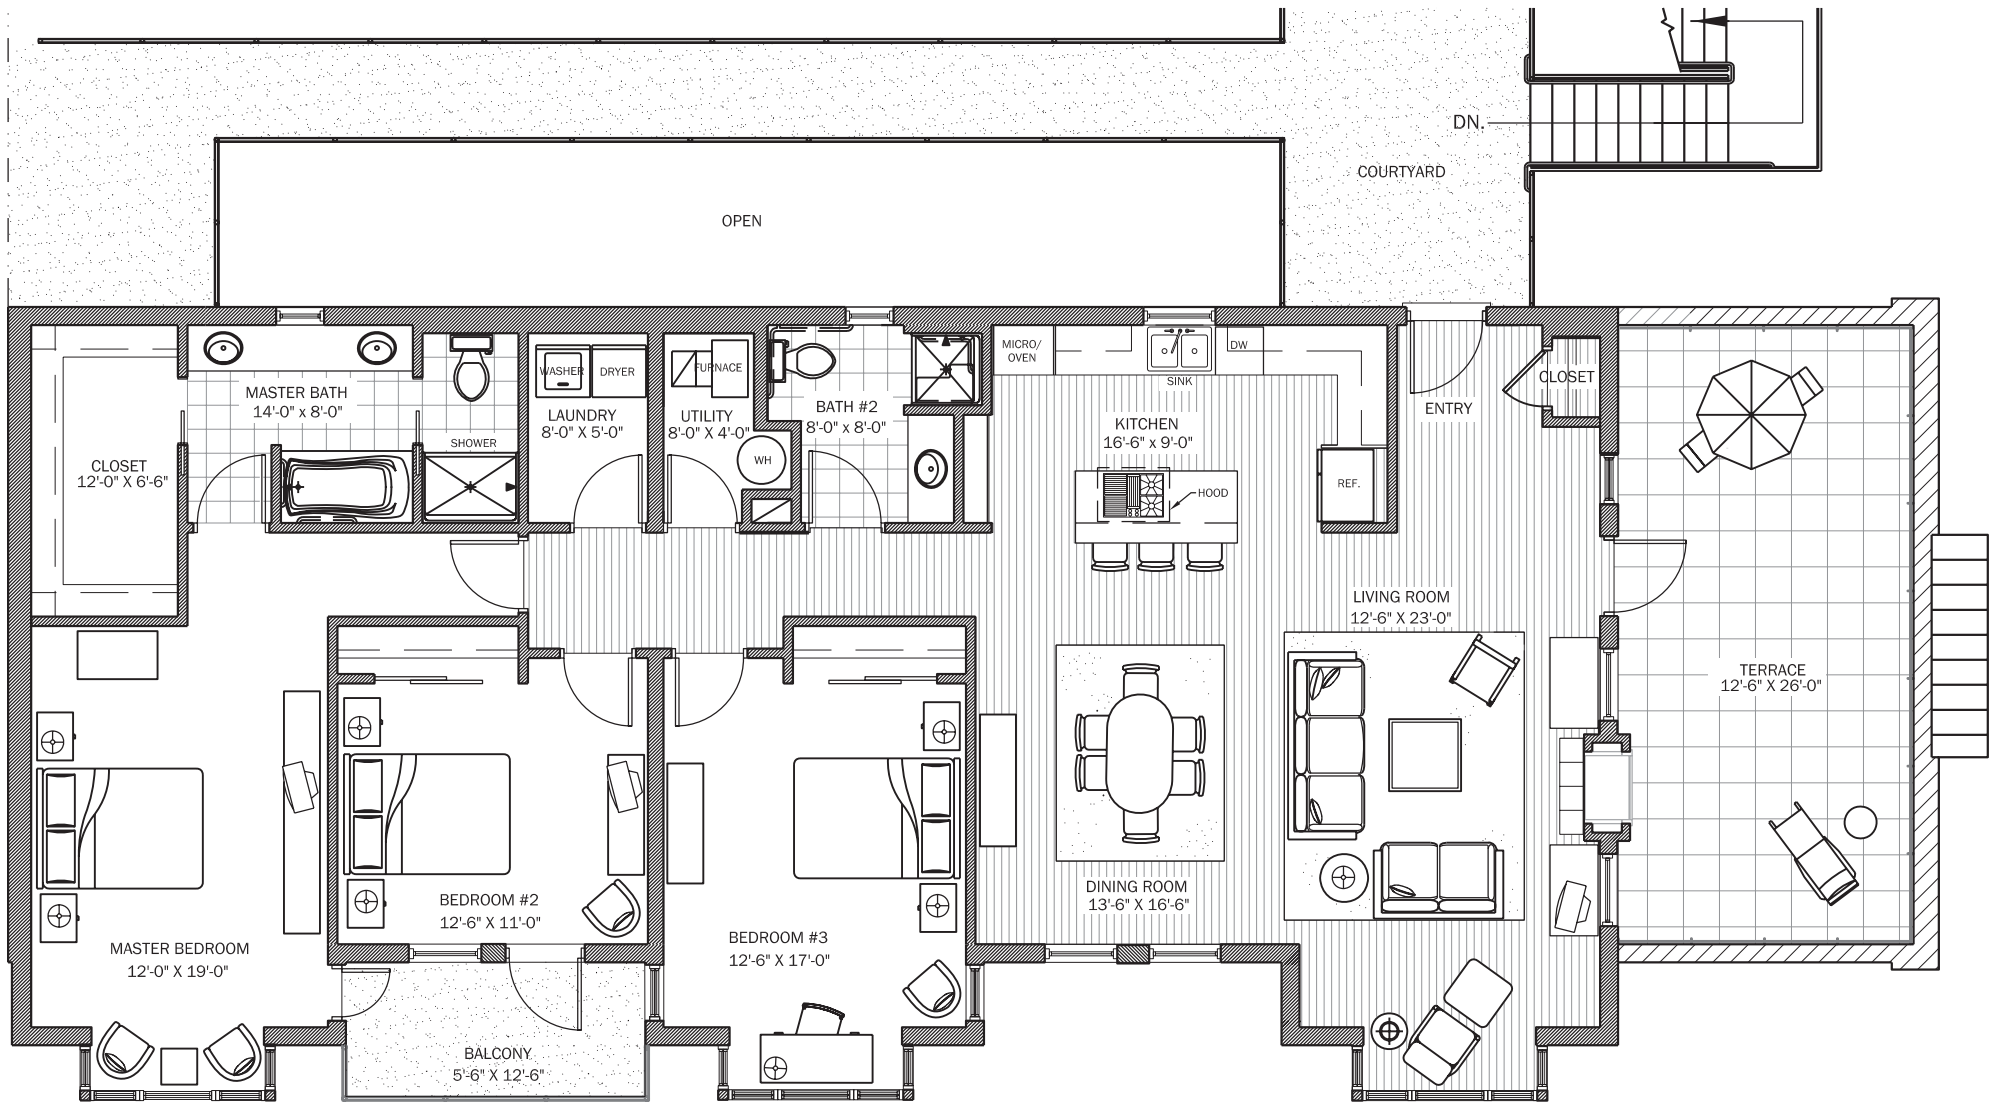 DN.
COURTYARD
OPEN
MICRO/
OVEN
DW
SINK
WASHER
DRYER
FURNACE
CLOSET
MASTER BATH
14'-0" x 8'-0"
LAUNDRY
8'-0" X 5'-0"
UTILITY
8'-0" X 4'-0"
BATH #2
8'-0" x 8'-0"
KITCHEN
16'-6" x 9'-0"
ENTRY
SHOWER
CLOSET
12'-0" X 6'-6"
WH
HOOD
REF.
LIVING ROOM
12'-6" X 23'-0"
TERRACE
12'-6" X 26'-0"
DINING ROOM
13'-6" X 16'-6"
BEDROOM #2
12'-6" X 11'-0"
BEDROOM #3
12'-6" X 17'-0"
MASTER BEDROOM
12'-0" X 19'-0"
BALCONY
5'-6" X 12'-6"